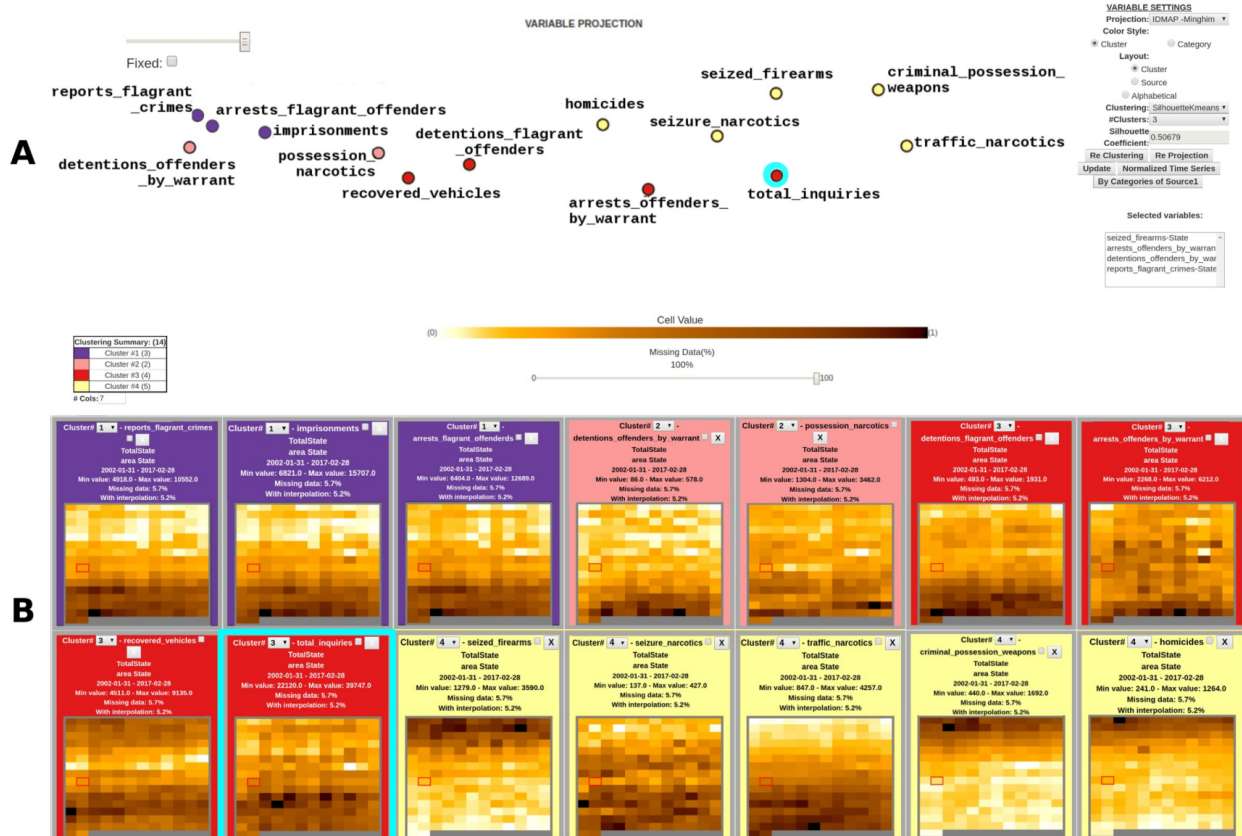 VARIABLE PROJECTION
Fixed:
A
reports_flagrant
_crimes
arrests_flagrant_offenders
imprisonments
detentions_offenders
_by_warrant
possession_
narcotics
recovered_vehicles
detentions_flagrant
_offenders
homicides
seized_firearms
seizure_narcotics
criminal_possession_
weapons
traffic_narcotics
arrests_offenders_
by_warrant
total_inquiries
VARIABLE SETTINGS
Projection: IDMAP -Minghim
Color Style:
Cluster Category
Layout:
Cluster
Source
Alphabetical
Clustering: SilhouetteKmeans
#Clusters: 3
Silhouette
Coefficient: 0.50679
Re Clustering Re Projection
Update Normalized Time Series
By Categories of Source1
Selected variables:
seized_firearms-State
arrests_offenders_by_warran
detentions_offenders_by_war
reports_flagrant_crimes-State
Cell Value
(0) (1)
Missing Data(%)
100%
0 100
Clustering Summary: (14)
Cluster #1 (3)
Cluster #2 (2)
Cluster #3 (4)
Cluster #4 (5)
# Cols: 7
B
Cluster# 1 - reports_flagrant_crimes
X
TotalState
area State
2002-01-31 - 2017-02-28
Min value: 4918.0 - Max value: 10552.0
Missing data: 5.7%
With interpolation: 5.2%
Cluster# 1 - imprisonments X
TotalState
area State
2002-01-31 - 2017-02-28
Min value: 6821.0 - Max value: 15707.0
Missing data: 5.7%
With interpolation: 5.2%
Cluster# 1 -
arrests_flagrant_offenderds X
TotalState
area State
2002-01-31 - 2017-02-28
Min value: 6404.0 - Max value: 12689.0
Missing data: 5.7%
With interpolation: 5.2%
Cluster# 2 -
detentions_offenders_by_warrant X
TotalState
area State
2002-01-31 - 2017-02-28
Min value: 86.0 - Max value: 578.0
Missing data: 5.7%
With interpolation: 5.2%
Cluster# 2 - possession_narcotics
X
TotalState
area State
2002-01-31 - 2017-02-28
Min value: 1304.0 - Max value: 3462.0
Missing data: 5.7%
With interpolation: 5.2%
Cluster# 3 -
detentions_flagrant_offenders X
TotalState
area State
2002-01-31 - 2017-02-28
Min value: 493.0 - Max value: 1931.0
Missing data: 5.7%
With interpolation: 5.2%
Cluster# 3 -
arrests_offenders_by_warrant X
TotalState
area State
2002-01-31 - 2017-02-28
Min value: 2268.0 - Max value: 6212.0
Missing data: 5.7%
With interpolation: 5.2%
Cluster# 3 - recovered_vehicles
X
TotalState
area State
2002-01-31 - 2017-02-28
Min value: 4511.0 - Max value: 9135.0
Missing data: 5.7%
With interpolation: 5.2%
Cluster# 3 - total_inquiries X
TotalState
area State
2002-01-31 - 2017-02-28
Min value: 22120.0 - Max value: 39747.0
Missing data: 5.7%
With interpolation: 5.2%
Cluster# 4 - seized_firearms X
TotalState
area State
2002-01-31 - 2017-02-28
Min value: 1279.0 - Max value: 3590.0
Missing data: 5.7%
With interpolation: 5.2%
Cluster# 4 - seizure_narcotics X
TotalState
area State
2002-01-31 - 2017-02-28
Min value: 137.0 - Max value: 427.0
Missing data: 5.7%
With interpolation: 5.2%
Cluster# 4 - traffic_narcotics X
TotalState
area State
2002-01-31 - 2017-02-28
Min value: 847.0 - Max value: 4257.0
Missing data: 5.7%
With interpolation: 5.2%
Cluster# 4 -
criminal_possession_weapons X
TotalState
area State
2002-01-31 - 2017-02-28
Min value: 440.0 - Max value: 1692.0
Missing data: 5.7%
With interpolation: 5.2%
Cluster# 4 - homicides X
TotalState
area State
2002-01-31 - 2017-02-28
Min value: 241.0 - Max value: 1264.0
Missing data: 5.7%
With interpolation: 5.2%